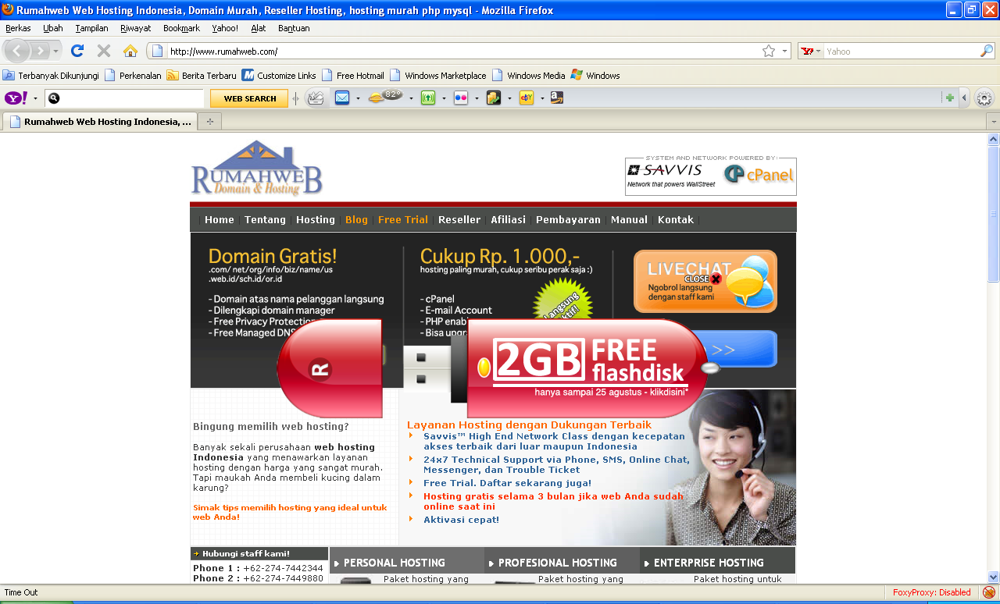 Rumahweb Web Hosting Indonesia, Domain Murah, Reseller Hosting, hosting murah php mysql - Mozilla Firefox
Berkas Ubah Tampilan Riwayat Bookmark Yahoo! Alat Bantuan
http://www.rumahweb.com/ Yahoo
Terbanyak Dikunjungi Perkenalan Berita Terbaru Customize Links Free Hotmail Windows Marketplace Windows Media Windows
Y! WEB SEARCH 82° eBY a
Rumahweb Web Hosting Indonesia, ...
RUMAHWEB
Domain & Hosting
SYSTEM AND NETWORK POWERED BY:
SAVVIS
Network that powers WallStreet
cPanel
Home Tentang Hosting Blog Free Trial Reseller Afiliasi Pembayaran Manual Kontak
Domain Gratis!
.com/ net/org/info/biz/name/us
.web.id/sch.id/or.id
- Domain atas nama pelanggan langsung
- Dilengkapi domain manager
- Free Privacy Protection
- Free Managed DNS
Cukup Rp. 1.000,-
hosting paling murah, cukup seribu perak saja :)
- cPanel
- E-mail Account
- PHP enabl
- Bisa upgr
Langsung
ktif!
LIVECHAT
CLOSE
Ngobrol langsung
dengan staff kami
>>
R
2GB FREE
flashdisk
hanya sampai 25 agustus - klikdisini*
Bingung memilih web hosting?
Banyak sekali perusahaan web hosting
Indonesia yang menawarkan layanan
hosting dengan harga yang sangat murah.
Tapi maukah Anda membeli kucing dalam
karung?
Simak tips memilih hosting yang ideal untuk
web Anda!
Layanan Hosting dengan Dukungan Terbaik
Savvis™ High End Network Class dengan kecepatan
akses terbaik dari luar maupun Indonesia
24x7 Technical Support via Phone, SMS, Online Chat,
Messenger, dan Trouble Ticket
Free Trial. Daftar sekarang juga!
Hosting gratis selama 3 bulan jika web Anda sudah
online saat ini
Aktivasi cepat!
Hubungi staff kami!
Phone 1 : +62-274-7442344
Phone 2 : +62-274-7449880
PERSONAL HOSTING
Paket hosting yang
PROFESIONAL HOSTING
Paket hosting yang
ENTERPRISE HOSTING
Paket hosting untuk
Time Out
FoxyProxy: Disabled